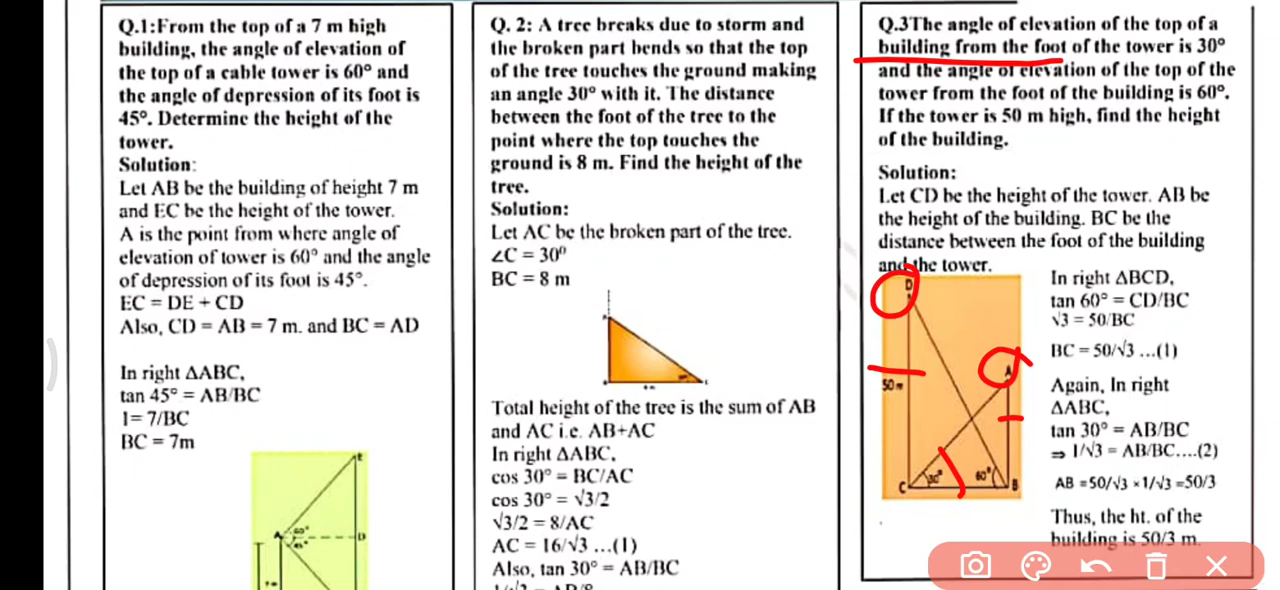 Q.1:From the top of a 7 m high
building, the angle of elevation of
the top of a cable tower is 60° and
the angle of depression of its foot is
45°. Determine the height of the
tower.
Solution:
Let AB be the building of height 7 m
and EC be the height of the tower.
A is the point from where angle of
elevation of tower is 60° and the angle
of depression of its foot is 45°.
EC = DE + CD
Also, CD = AB = 7 m. and BC = AD
In right ΔABC,
tan 45° = AB/BC
1= 7/BC
BC = 7m
E
A
60°
45°
D
Q. 2: A tree breaks due to storm and
the broken part bends so that the top
of the tree touches the ground making
an angle 30° with it. The distance
between the foot of the tree to the
point where the top touches the
ground is 8 m. Find the height of the
tree.
Solution:
Let AC be the broken part of the tree.
∠C = 30⁰
BC = 8 m
Total height of the tree is the sum of AB
and AC i.e. AB+AC
In right ΔABC,
cos 30° = BC/AC
cos 30° = √3/2
√3/2 = 8/AC
AC = 16/√3 …(1)
Also, tan 30° = AB/BC
Q.3The angle of elevation of the top of a
building from the foot of the tower is 30°
and the angle of elevation of the top of the
tower from the foot of the building is 60°.
If the tower is 50 m high, find the height
of the building.
Solution:
Let CD be the height of the tower. AB be
the height of the building. BC be the
distance between the foot of the building
and the tower.
D
A
50 m
C
30°
60°
B
In right ΔBCD,
tan 60° = CD/BC
√3 = 50/BC
BC = 50/√3 …(1)
Again, In right
ΔABC,
tan 30° = AB/BC
⇒ 1/√3 = AB/BC….(2)
AB =50/√3 ×1/√3 =50/3
Thus, the ht. of the
building is 50/3 m.